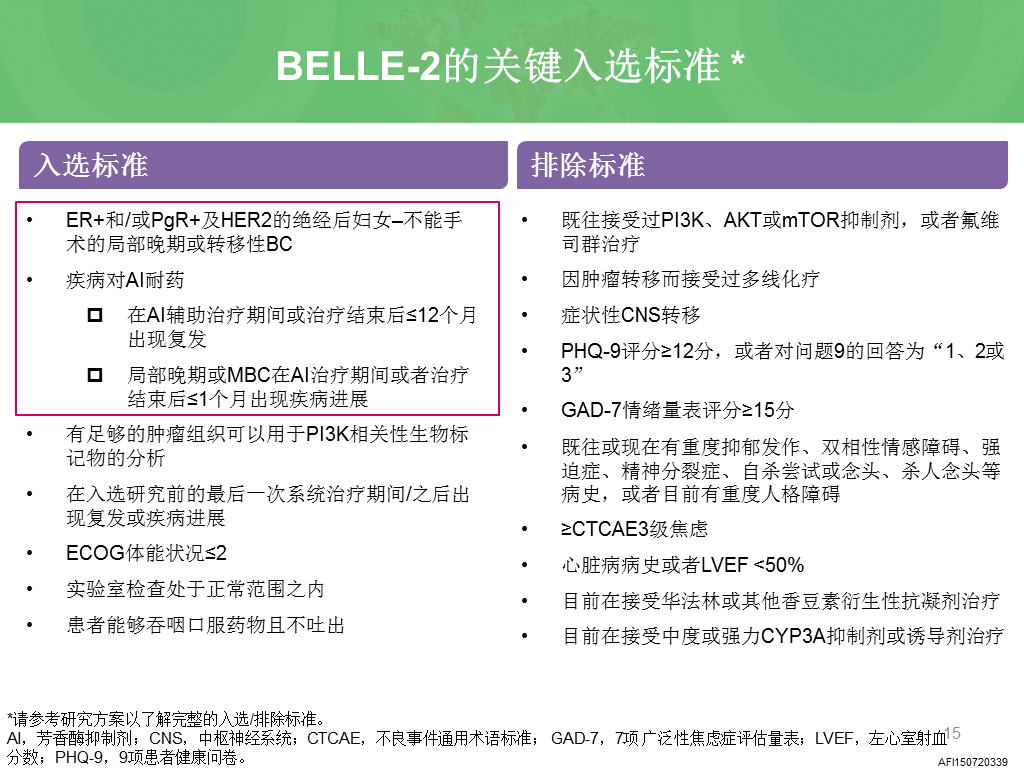 BELLE-2的关键入选标准 *
入选标准
• ER+和/或PgR+及HER2的绝经后妇女–不能手
术的局部晚期或转移性BC
• 疾病对AI耐药
在AI辅助治疗期间或治疗结束后≤12个月
出现复发
局部晚期或MBC在AI治疗期间或者治疗
结束后≤1个月出现疾病进展
• 有足够的肿瘤组织可以用于PI3K相关性生物标
记物的分析
• 在入选研究前的最后一次系统治疗期间/之后出
现复发或疾病进展
• ECOG体能状况≤2
• 实验室检查处于正常范围之内
• 患者能够吞咽口服药物且不吐出
排除标准
• 既往接受过PI3K、AKT或mTOR抑制剂，或者氟维
司群治疗
• 因肿瘤转移而接受过多线化疗
• 症状性CNS转移
• PHQ-9评分≥12分，或者对问题9的回答为“1、2或
3”
• GAD-7情绪量表评分≥15分
• 既往或现在有重度抑郁发作、双相性情感障碍、强
迫症、精神分裂症、自杀尝试或念头、杀人念头等
病史，或者目前有重度人格障碍
• ≥CTCAE3级焦虑
• 心脏病病史或者LVEF <50%
• 目前在接受华法林或其他香豆素衍生性抗凝剂治疗
• 目前在接受中度或强力CYP3A抑制剂或诱导剂治疗
*请参考研究方案以了解完整的入选/排除标准。
AI，芳香酶抑制剂；CNS，中枢神经系统；CTCAE，不良事件通用术语标准； GAD-7，7项 广泛性焦虑症评估量表；LVEF，左心室射血
分数；PHQ-9，9项患者健康问卷。
15
AFI150720339